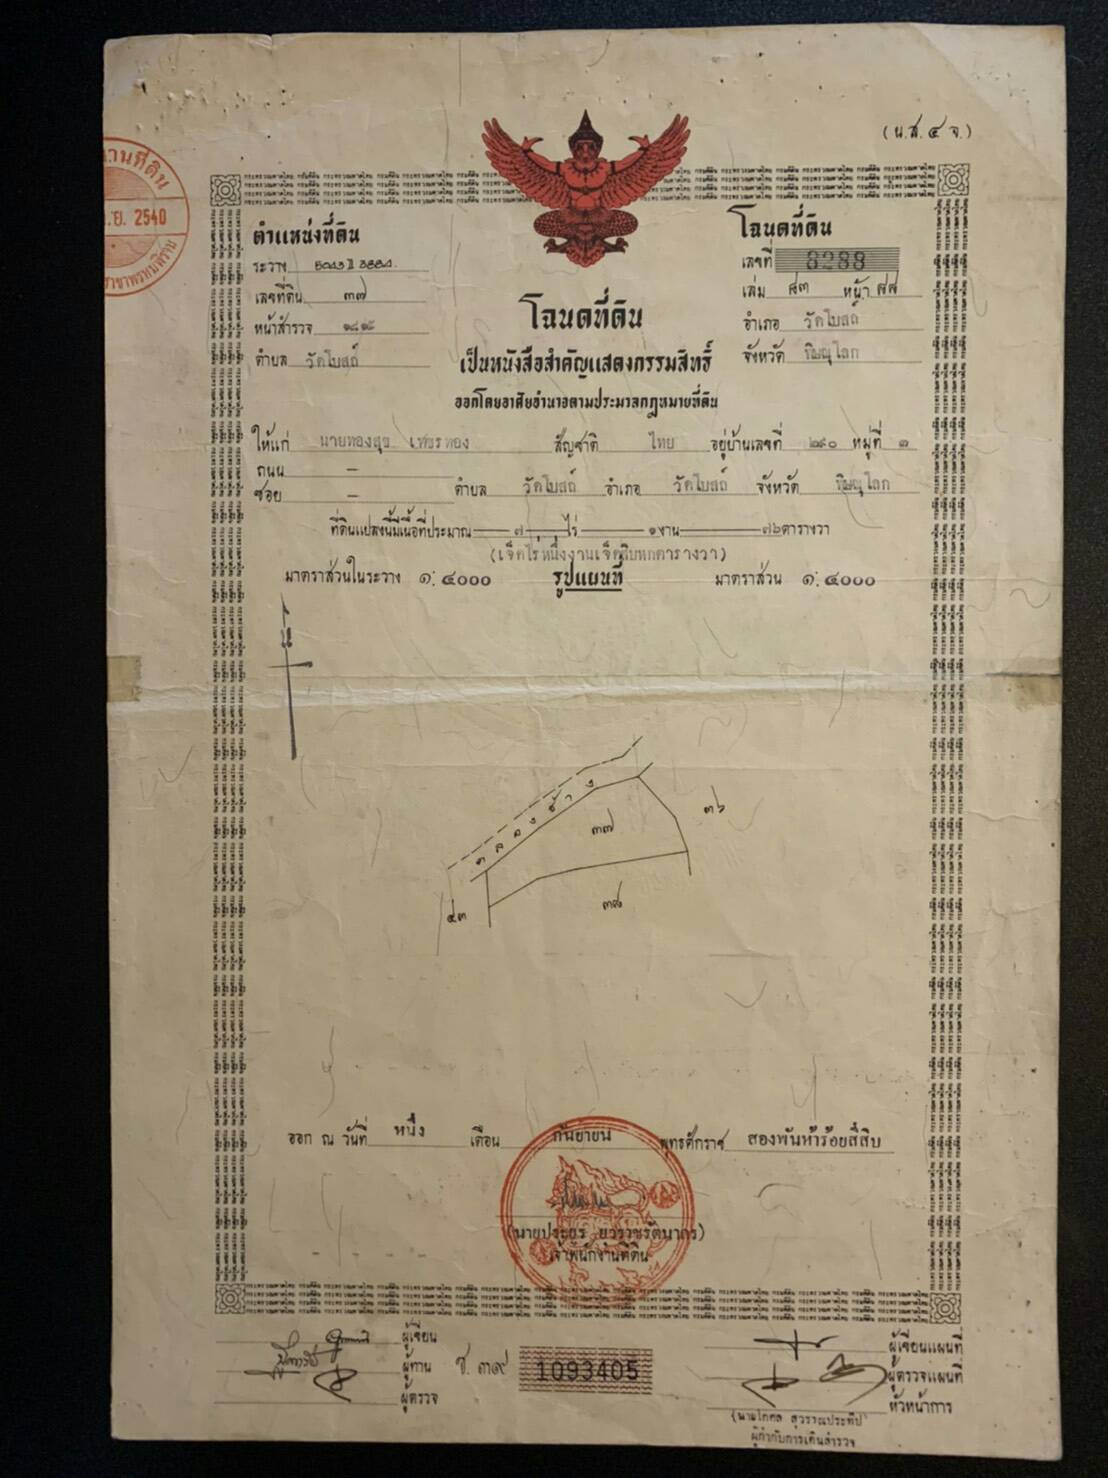 (น.ส. ๔ จ.)
ตำแหน่งที่ดิน
ระวาง 5043 II 3884
เลขที่ดิน ๓๗
หน้าสำรวจ ๑๔๑๕
ตำบล วัดโบสถ์
โฉนดที่ดิน
เลขที่ 8288
เล่ม ๘๓ หน้า ๘๘
อำเภอ วัดโบสถ์
จังหวัด พิษณุโลก
โฉนดที่ดิน
เป็นหนังสือสำคัญแสดงกรรมสิทธิ์
ออกโดยอาศัยอำนาจตามประมวลกฎหมายที่ดิน
ให้แก่ นายทองสุข เพ็ชรทอง สัญชาติ ไทย อยู่บ้านเลขที่ ๒๙๐ หมู่ที่ ๑
ถนน —
ซอย — ตำบล วัดโบสถ์ อำเภอ วัดโบสถ์ จังหวัด พิษณุโลก
ที่ดินแปลงนี้มีเนื้อที่ประมาณ ๗ ไร่ ๑ งาน ๗๖ ตารางวา
(เจ็ดไร่หนึ่งงานเจ็ดสิบหกตารางวา)
มาตราส่วนในระวาง ๑:๔๐๐๐ รูปแผนที่ มาตราส่วน ๑:๔๐๐๐
น
คลองช้าง
๓๗
๓๖
๔๓
๓๘
ออก ณ วันที่ หนึ่ง เดือน กันยายน พุทธศักราช สองพันห้าร้อยสี่สิบ
เจ้าพนักงานที่ดิน
ผู้เขียน
ผู้ทาน
ผู้ตรวจ
ช. ๓๙ 1093405
ผู้เขียนแผนที่
ผู้ตรวจแผนที่
หัวหน้าการ
ผู้กำกับการเดินสำรวจ
2540